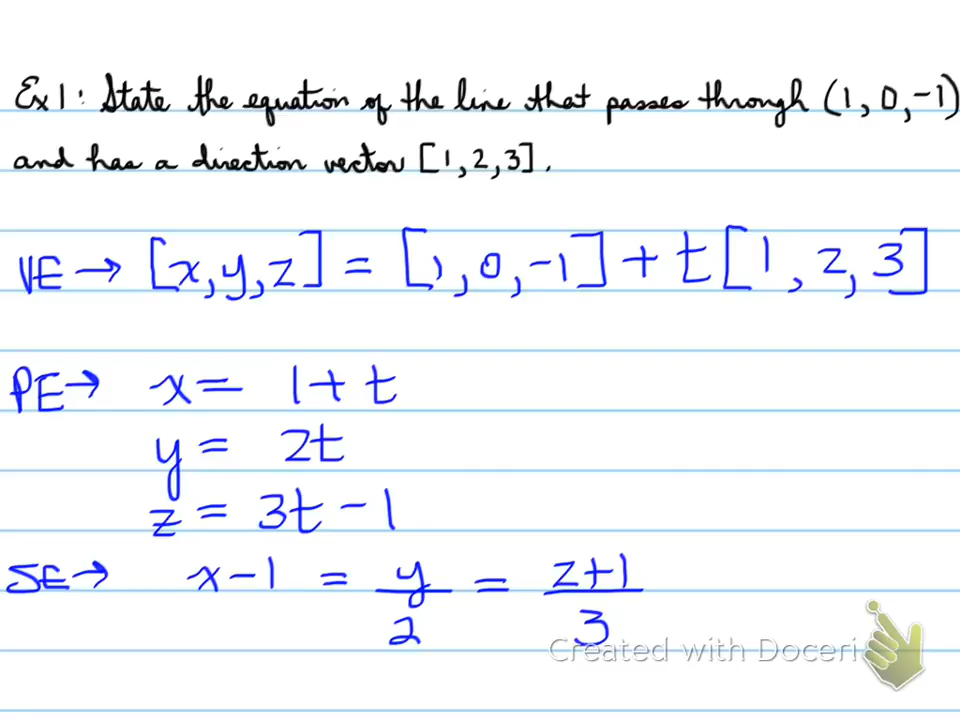 Ex 1: State the equation of the line that passes through (1, 0, -1)
and has a direction vector [1, 2, 3].
VE → [x, y, z] = [1, 0, -1] + t[1, 2, 3]
PE → x = 1 + t
y = 2t
z = 3t - 1
SE → x - 1 = y/2 = z+1/3
Created with Doceri